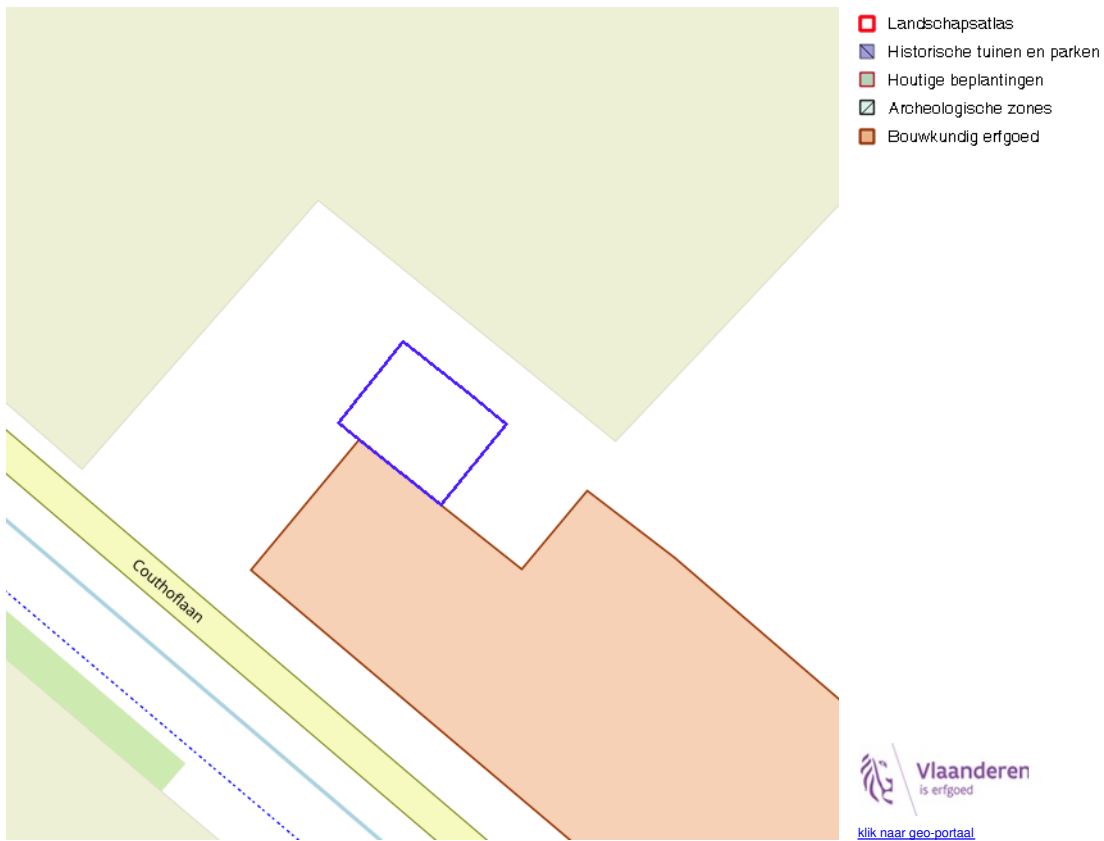 Landschapsatlas
Historische tuinen en parken
Houtige beplantingen
Archeologische zones
Bouwkundig erfgoed
Couthoflaan
Vlaanderen
is erfgoed
klik naar geo-portaal